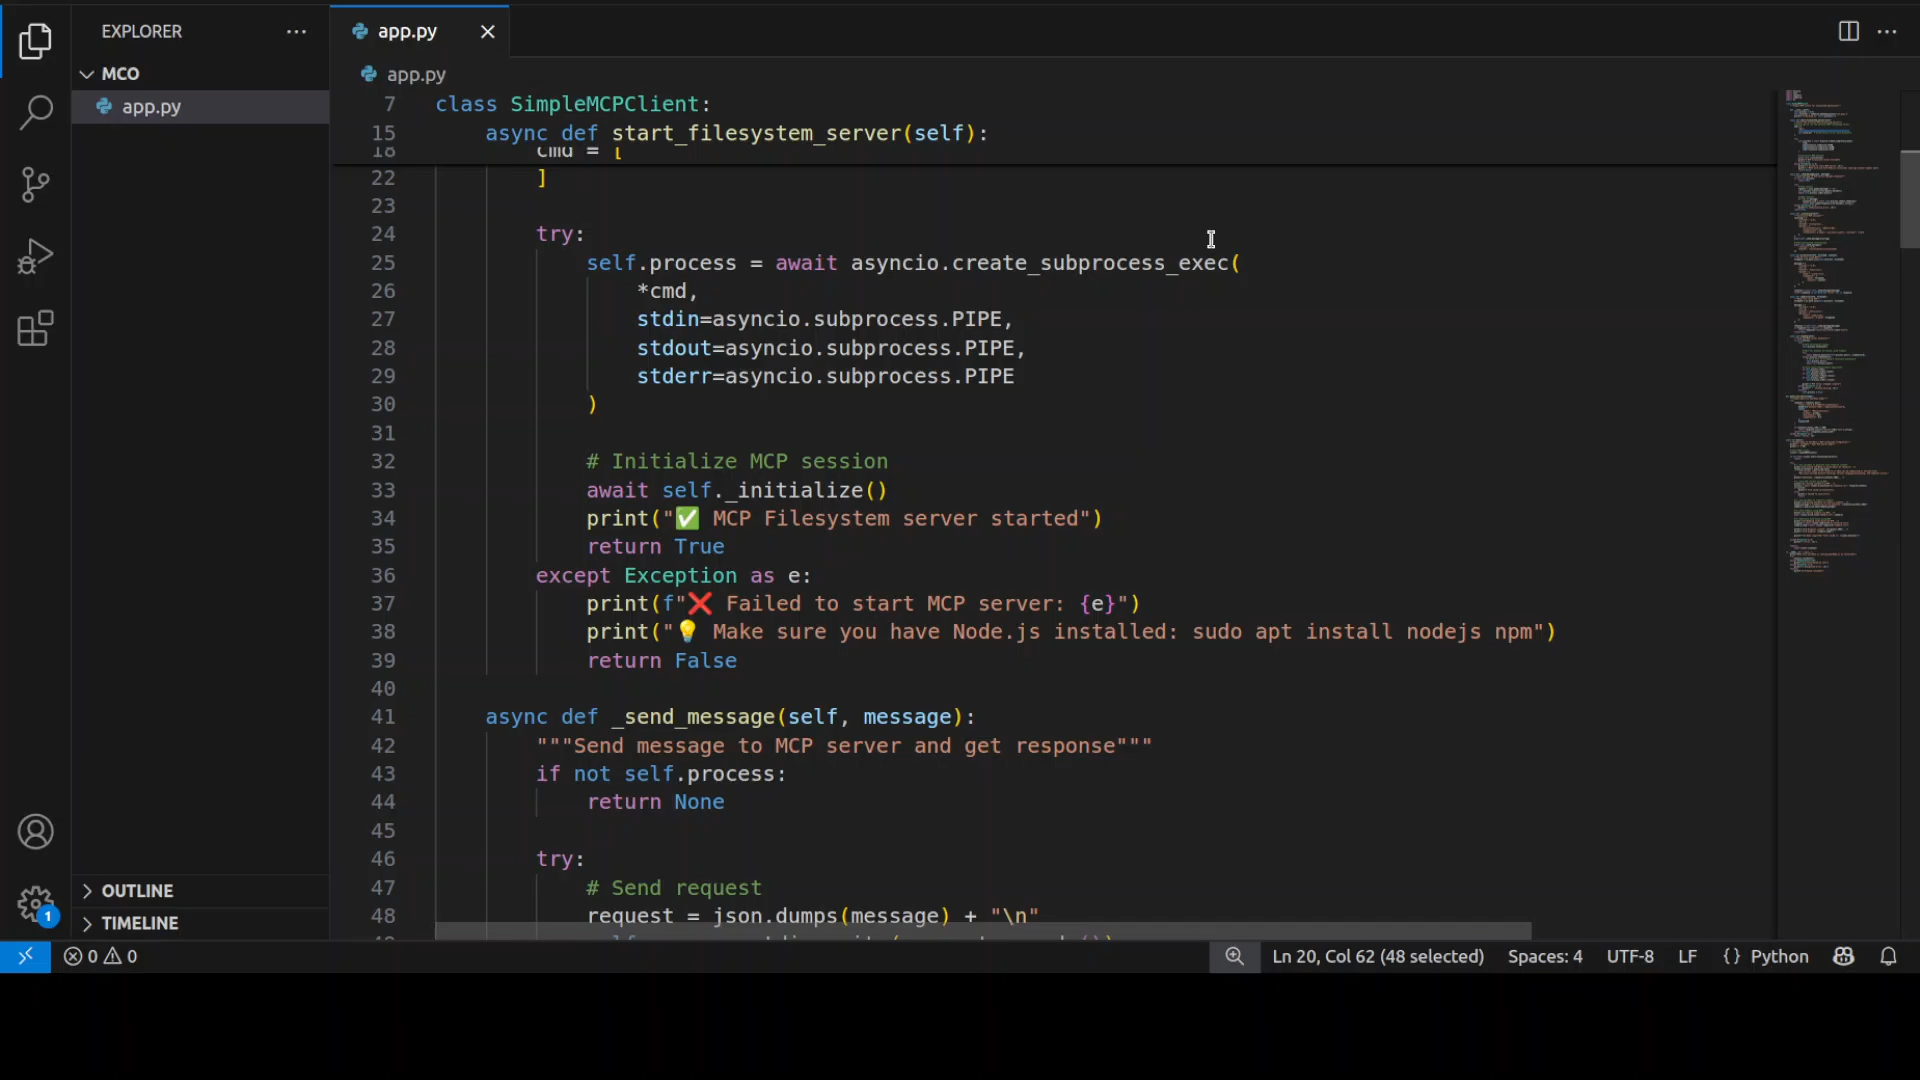 EXPLORER
app.py
MCO
app.py
app.py
7 class SimpleMCPClient:
15 async def start_filesystem_server(self):
18 cmd = [
22 ]
23
24 try:
25 self.process = await asyncio.create_subprocess_exec(
26 *cmd,
27 stdin=asyncio.subprocess.PIPE,
28 stdout=asyncio.subprocess.PIPE,
29 stderr=asyncio.subprocess.PIPE
30 )
31
32 # Initialize MCP session
33 await self._initialize()
34 print("✅ MCP Filesystem server started")
35 return True
36 except Exception as e:
37 print(f"❌ Failed to start MCP server: {e}")
38 print("💡 Make sure you have Node.js installed: sudo apt install nodejs npm")
39 return False
40
41 async def _send_message(self, message):
42 """Send message to MCP server and get response"""
43 if not self.process:
44 return None
45
46 try:
47 # Send request
48 request = json.dumps(message) + "\n"
OUTLINE
TIMELINE
1
0 0
Ln 20, Col 62 (48 selected) Spaces: 4 UTF-8 LF {} Python